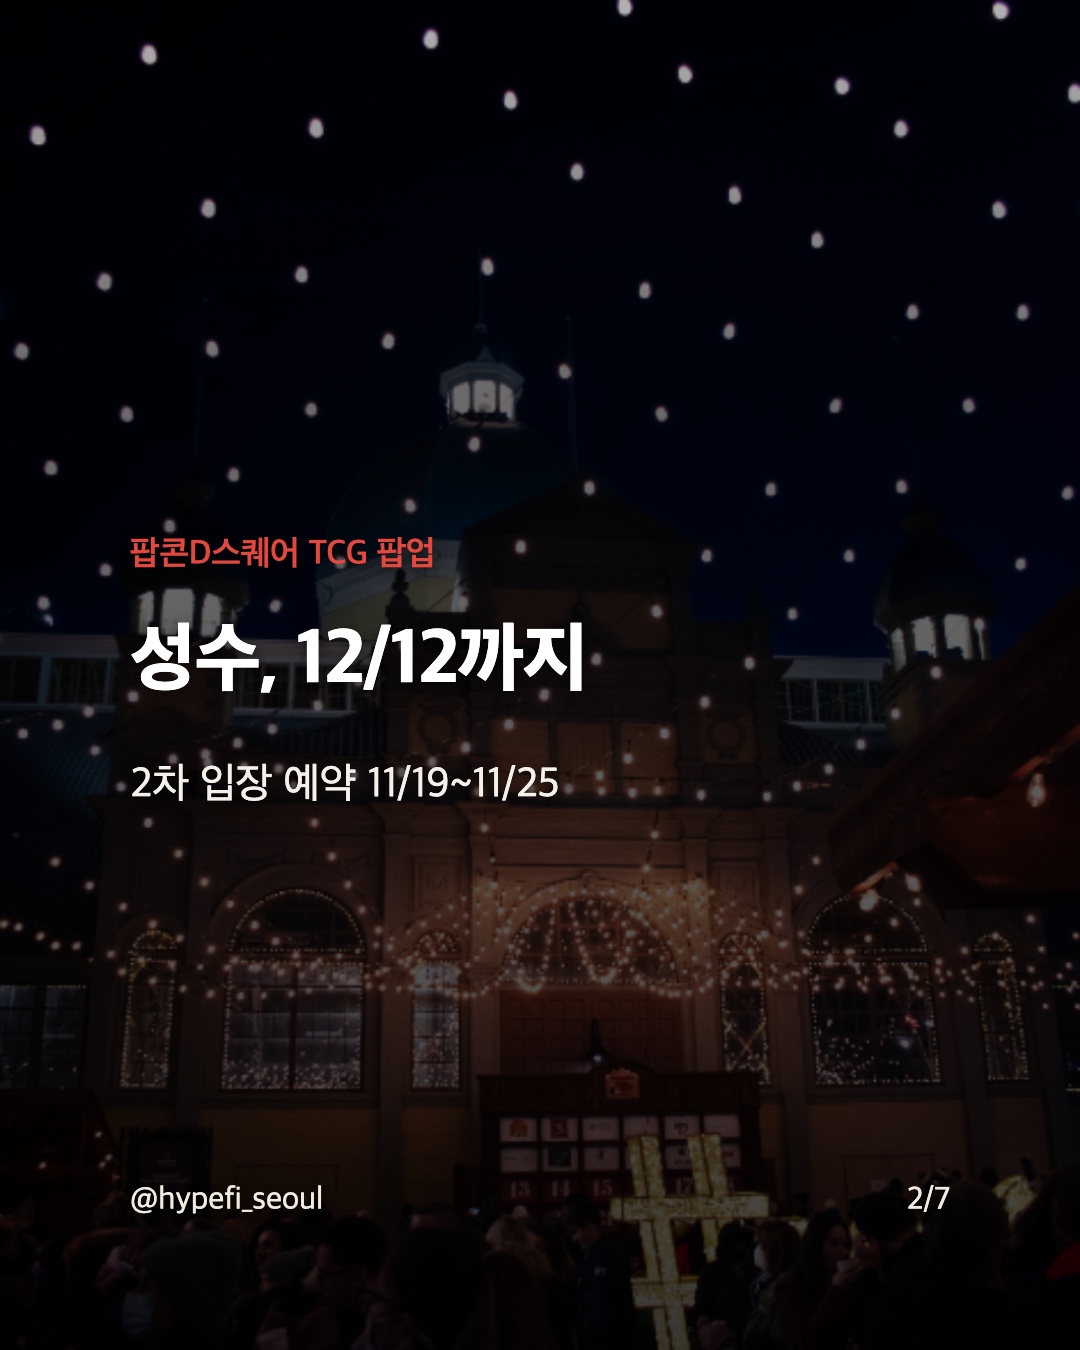 팝콘D스퀘어 TCG 팝업
성수, 12/12까지
2차 입장 예약 11/19~11/25
@hypefi_seoul
2/7